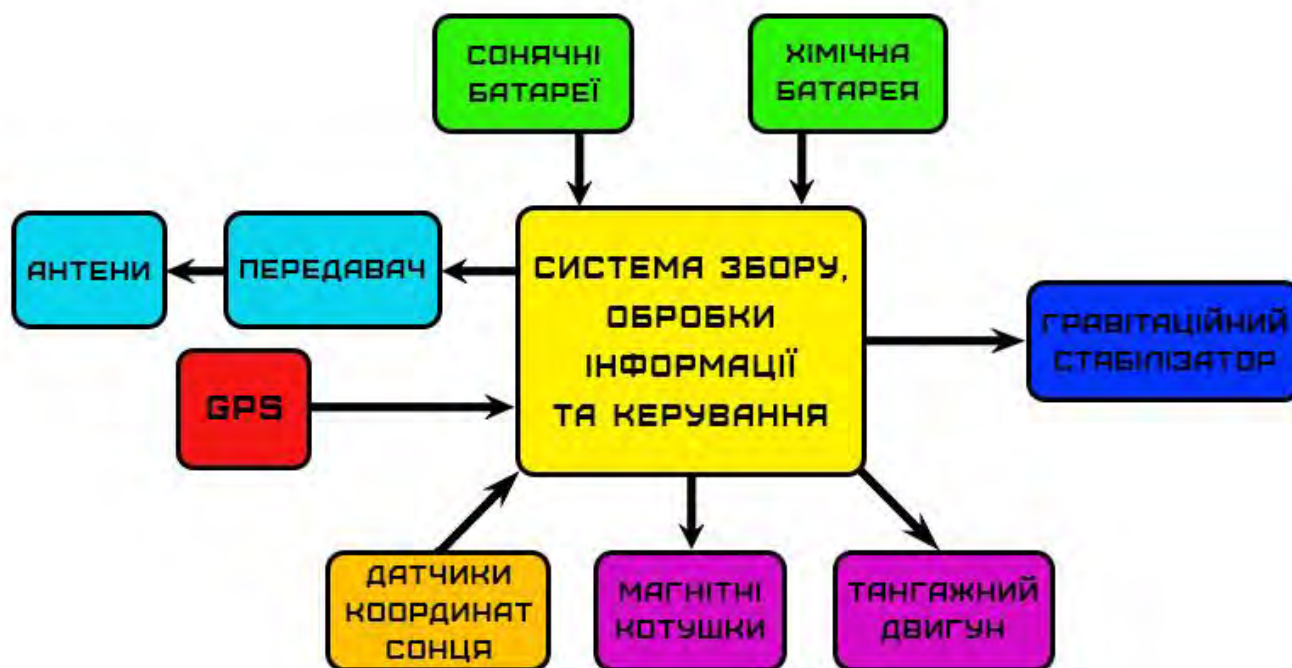 СОНЯЧНІ
БАТАРЕЇ
ХІМІЧНА
БАТАРЕЯ
АНТЕНИ
ПЕРЕДАВАЧ
СИСТЕМА ЗБОРУ,
ОБРОБКИ
ІНФОРМАЦІЇ
ТА КЕРУВАННЯ
ГРАВІТАЦІЙНИЙ
СТАБІЛІЗАТОР
GPS
ДАТЧИКИ
КООРДИНАТ
СОНЦЯ
МАГНІТНІ
КОТУШКИ
ТАНГАЖНИЙ
ДВИГУН